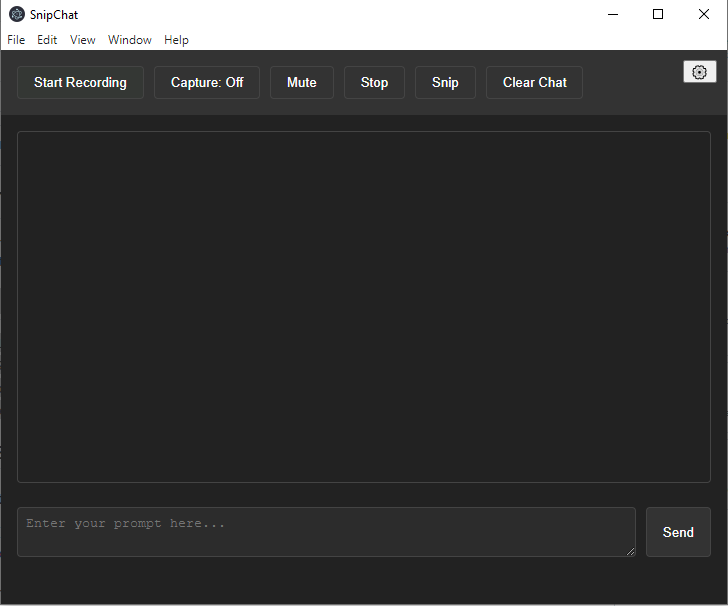 SnipChat
File Edit View Window Help
Start Recording Capture: Off Mute Stop Snip Clear Chat
Enter your prompt here...
Send